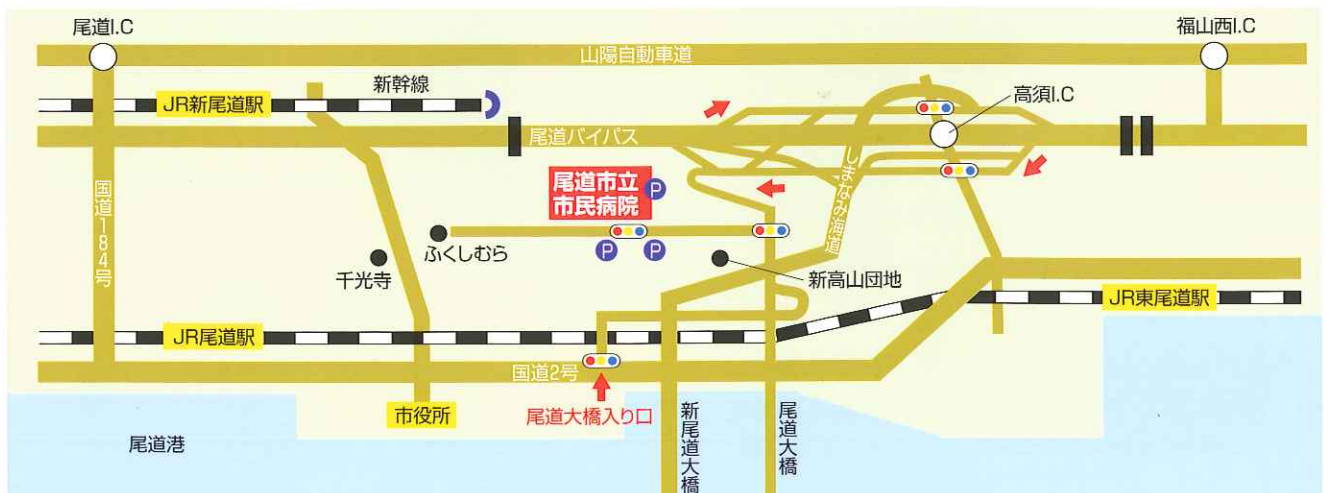 尾道I.C
福山西I.C
山陽自動車道
新幹線
JR新尾道駅
高須I.C
尾道バイパス
しまなみ海道
国道184号
尾道市立
市民病院
P
ふくしむら
P
P
千光寺
新高山団地
JR東尾道駅
JR尾道駅
国道2号
市役所
尾道大橋入り口
新尾道大橋
尾道大橋
尾道港